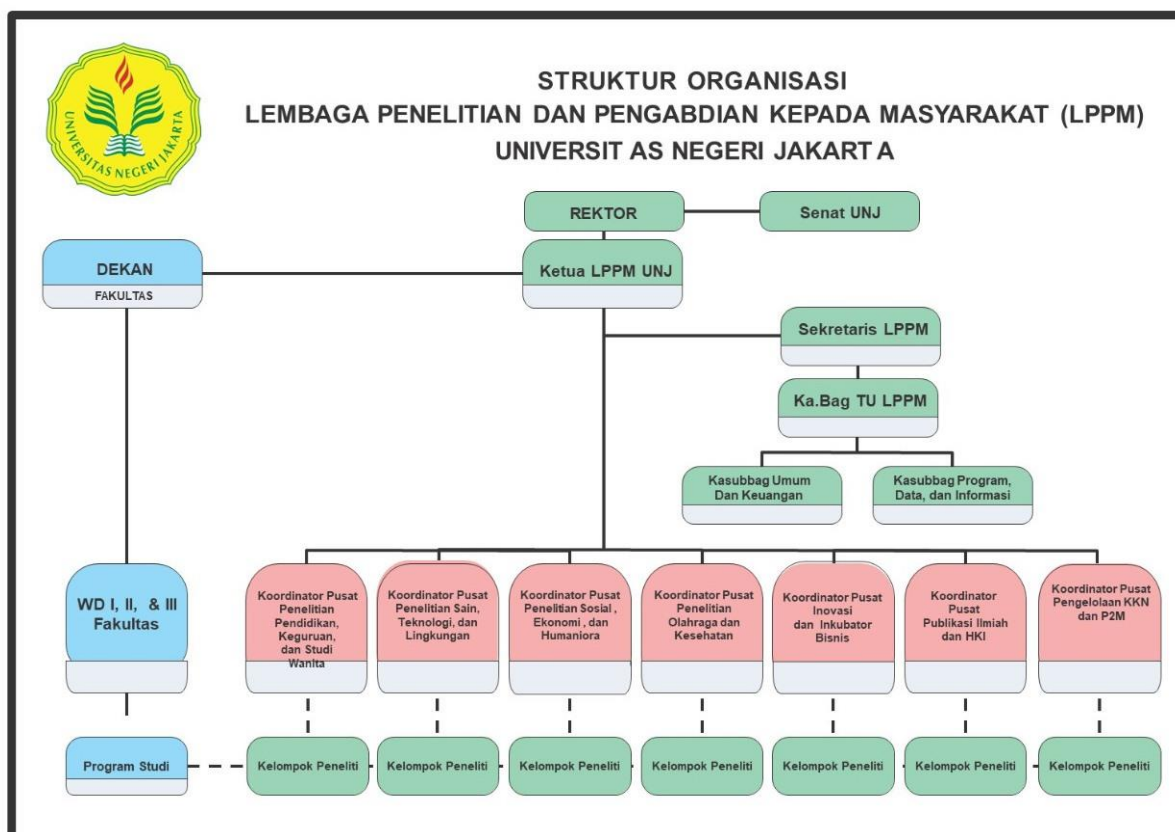 STRUKTUR ORGANISASI
LEMBAGA PENELITIAN DAN PENGABDIAN KEPADA MASYARAKAT (LPPM)
UNIVERSIT AS NEGERI JAKART A
UNIVERSITAS NEGERI JAKARTA
REKTOR
Senat UNJ
DEKAN
FAKULTAS
Ketua LPPM UNJ
Sekretaris LPPM
Ka.Bag TU LPPM
Kasubbag Umum
Dan Keuangan
Kasubbag Program,
Data, dan Informasi
WD I, II, & III
Fakultas
Koordinator Pusat
Penelitian
Pendidikan,
Keguruan,
dan Studi
Wanita
Koordinator Pusat
Penelitian Sain,
Teknologi, dan
Lingkungan
Koordinator Pusat
Penelitian Sosial ,
Ekonomi , dan
Humaniora
Koordinator Pusat
Penelitian
Olahraga dan
Kesehatan
Koordinator Pusat
Inovasi
dan Inkubator
Bisnis
Koordinator
Pusat
Publikasi Ilmiah
dan HKI
Koordinator Pusat
Pengelolaan KKN
dan P2M
Program Studi
Kelompok Peneliti
Kelompok Peneliti
Kelompok Peneliti
Kelompok Peneliti
Kelompok Peneliti
Kelompok Peneliti
Kelompok Peneliti